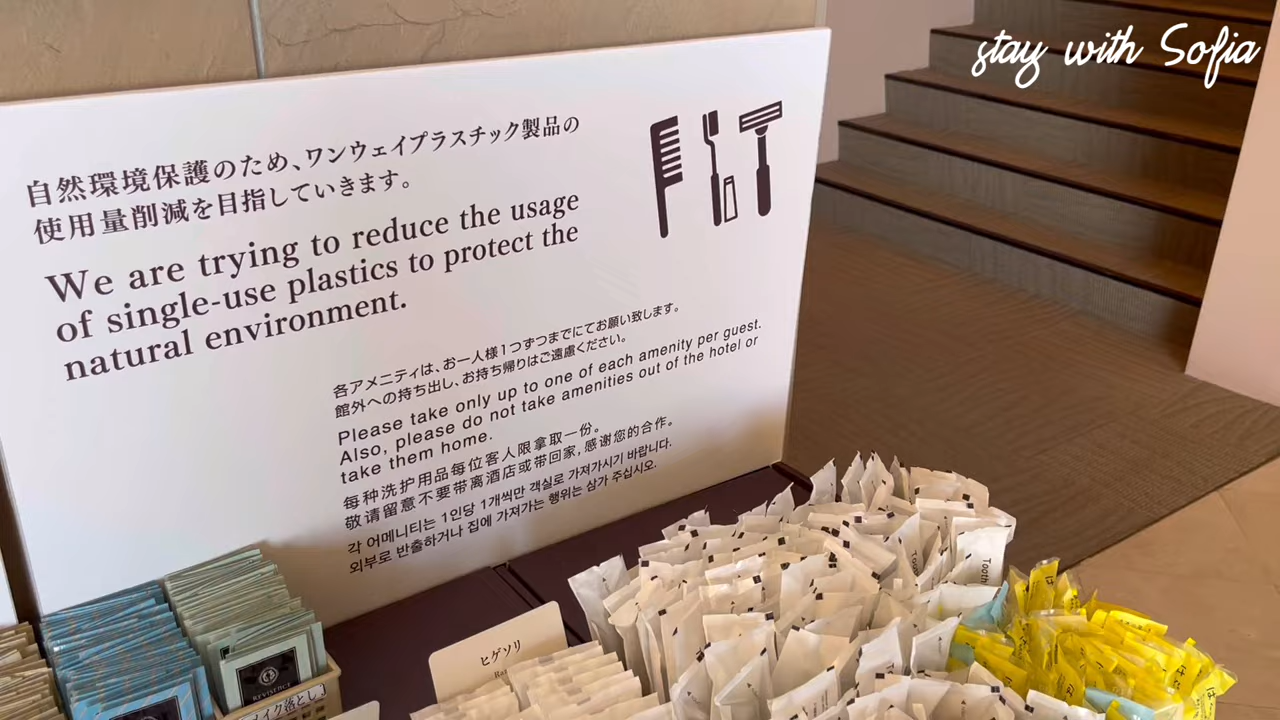 stay with Sofia
自然環境保護のため、ワンウェイプラスチック製品の
使用量削減を目指していきます。
We are trying to reduce the usage
of single-use plastics to protect the
natural environment.
各アメニティは、お一人様1つずつまでにてお願い致します。
館外への持ち出し、お持ち帰りはご遠慮ください。
Please take only up to one of each amenity per guest.
Also, please do not take amenities out of the hotel or
take them home.
每种洗护用品每位客人限拿取一份。
敬请留意不要带离酒店或带回家,感谢您的合作。
각 어메니티는 1인당 1개씩만 객실로 가져가시기 바랍니다.
외부로 반출하거나 집에 가져가는 행위는 삼가 주십시오.
ヒゲソリ
REVISENCE
メイク落とし
Tooth